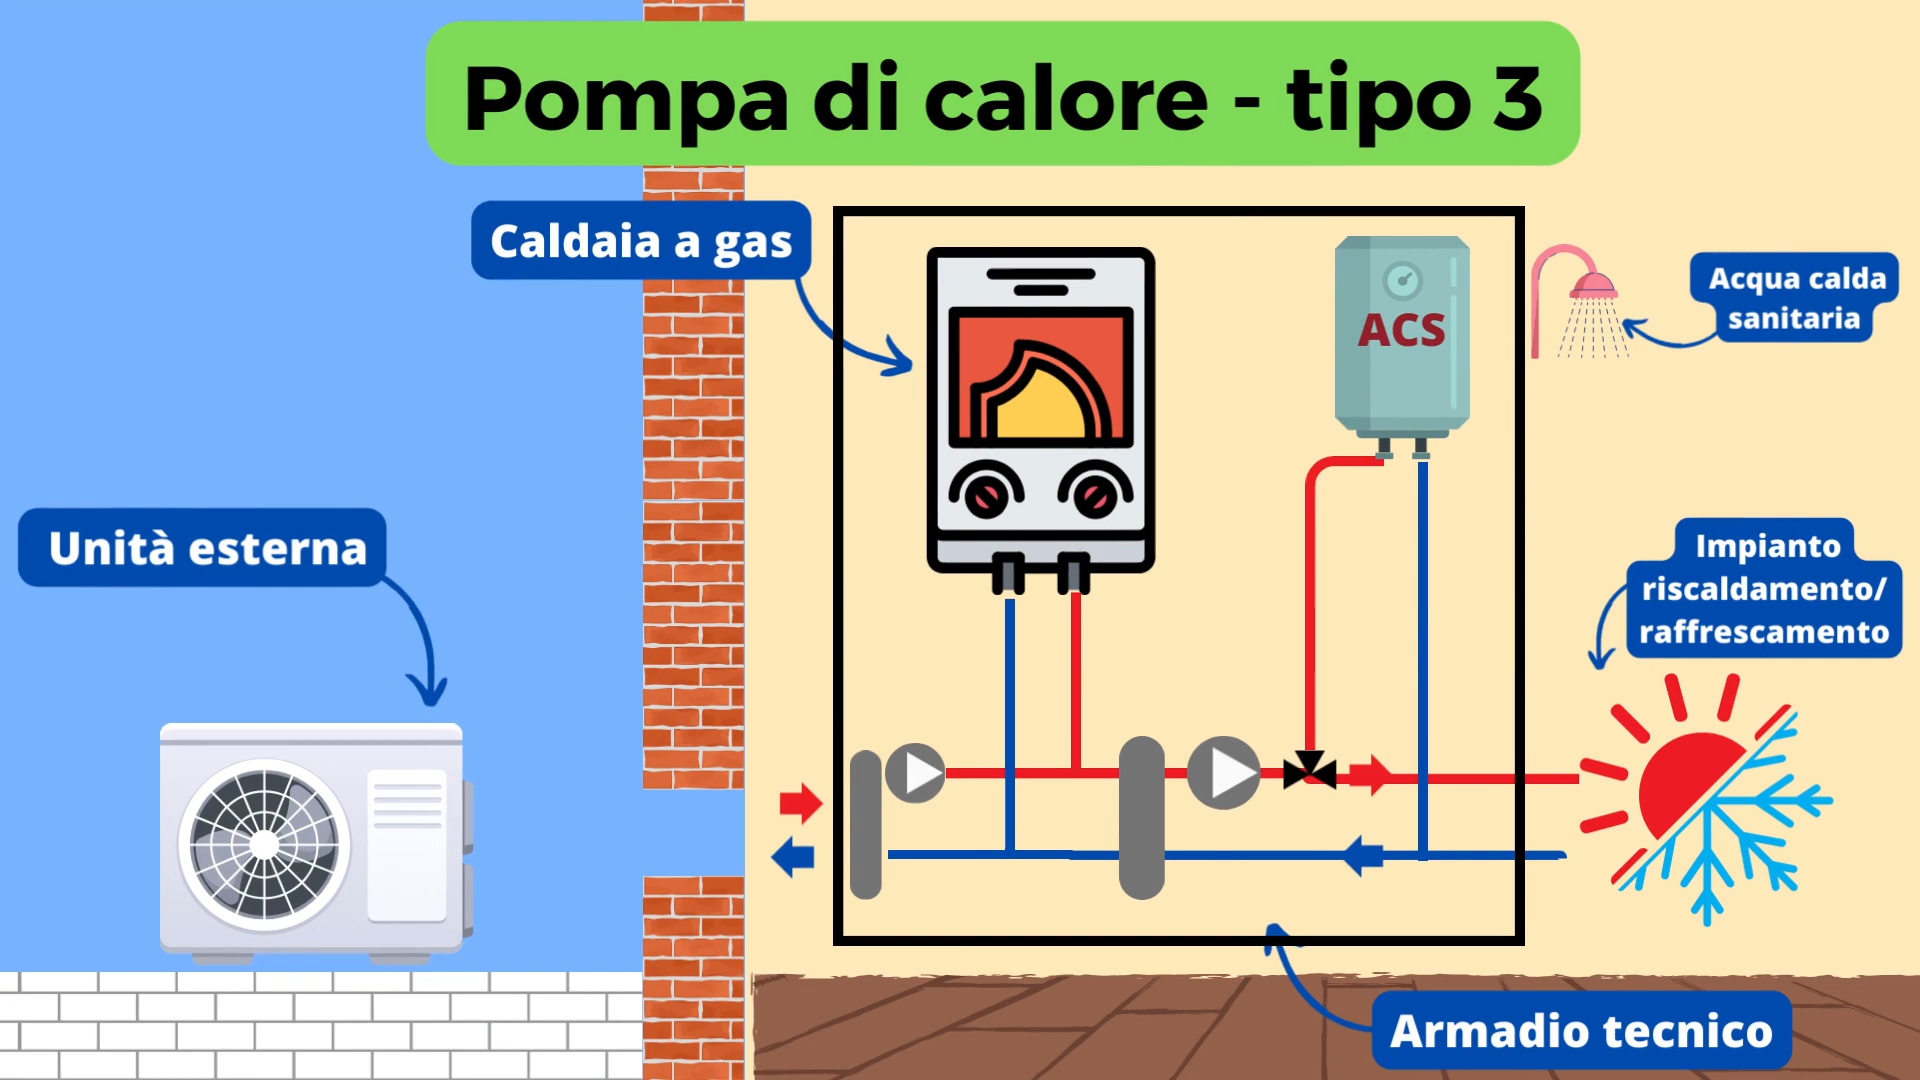 Pompa di calore - tipo 3
Caldaia a gas
ACS
Acqua calda
sanitaria
Unità esterna
Impianto
riscaldamento/
raffrescamento
Armadio tecnico